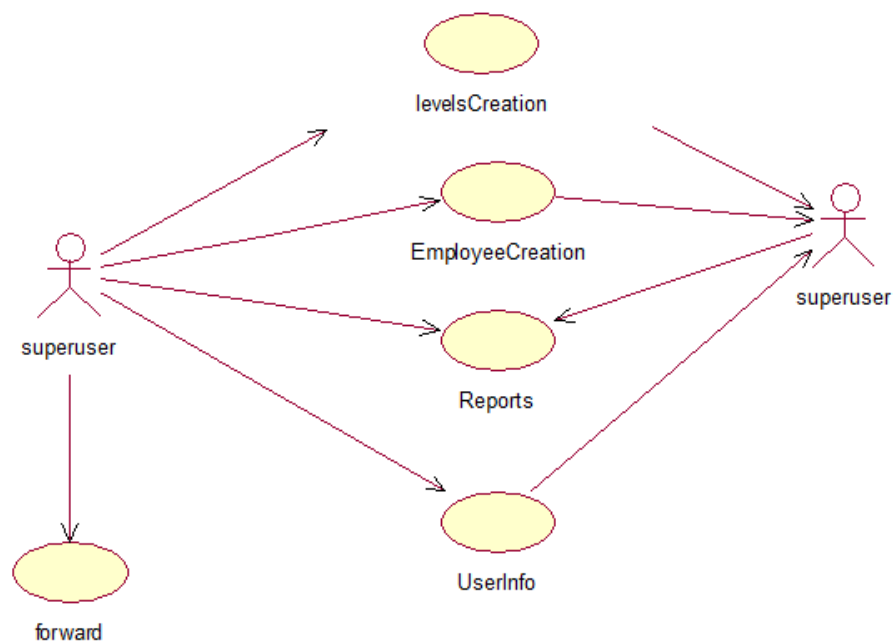 levelsCreation
EmployeeCreation
superuser
superuser
Reports
UserInfo
forward